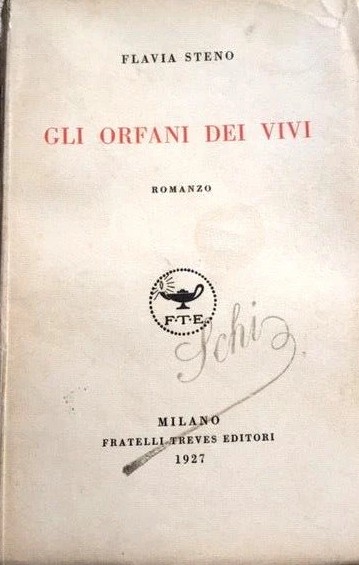 FLAVIA STENO
GLI ORFANI DEI VIVI
ROMANZO
F·T·E
Schi
MILANO
FRATELLI TREVES EDITORI
1927